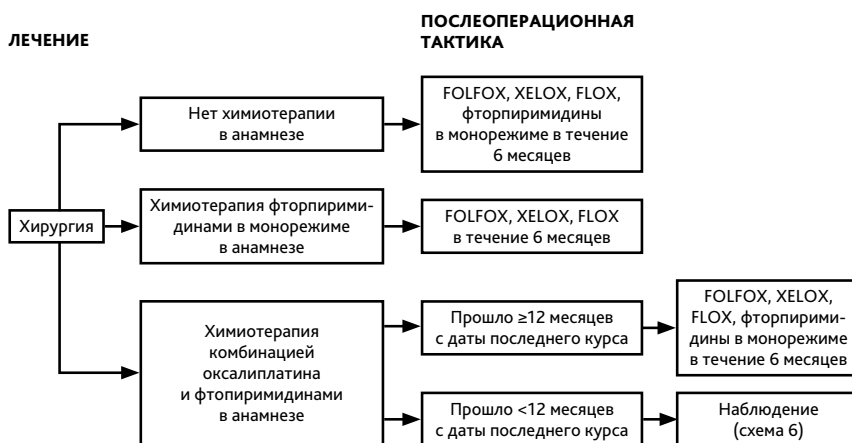 ЛЕЧЕНИЕ
ПОСЛЕОПЕРАЦИОННАЯ
ТАКТИКА
Хирургия
Нет химиотерапии
в анамнезе
FOLFOX, XELOX, FLOX,
фторпиримидины
в монорежиме в течение
6 месяцев
Химиотерапия фторпирими-
динами в монорежиме
в анамнезе
FOLFOX, XELOX, FLOX
в течение 6 месяцев
Химиотерапия
комбинацией
оксалиплатина
и фтопиримидинами
в анамнезе
Прошло ≥12 месяцев
с даты последнего курса
FOLFOX, XELOX,
FLOX, фторпирими-
дины в монорежиме
в течение 6 месяцев
Прошло <12 месяцев
с даты последнего курса
Наблюдение
(схема 6)